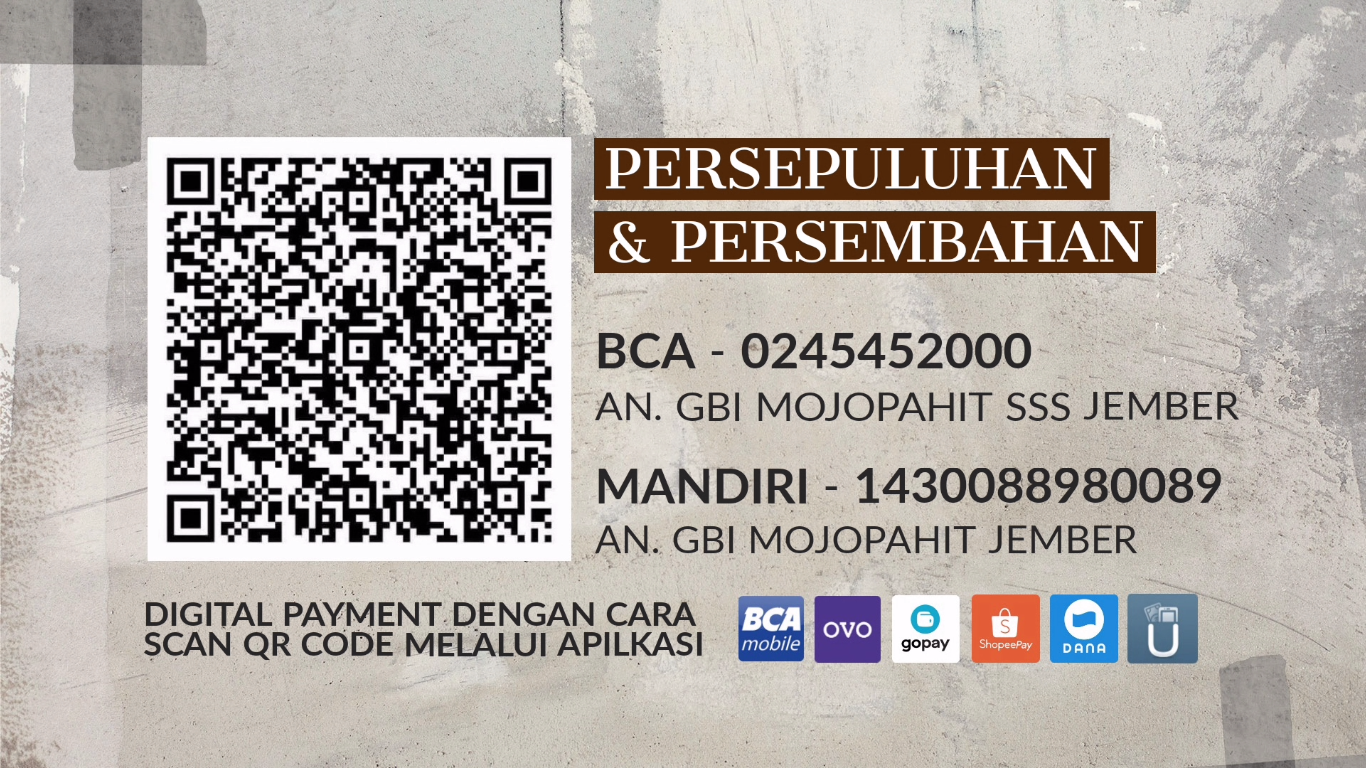 PERSEPULUHAN
& PERSEMBAHAN
BCA - 0245452000
AN. GBI MOJOPAHIT SSS JEMBER
MANDIRI - 1430088980089
AN. GBI MOJOPAHIT JEMBER
DIGITAL PAYMENT DENGAN CARA
SCAN QR CODE MELALUI APILKASI
BCA
mobile
OVO
gopay
S
ShopeePay
DANA
U